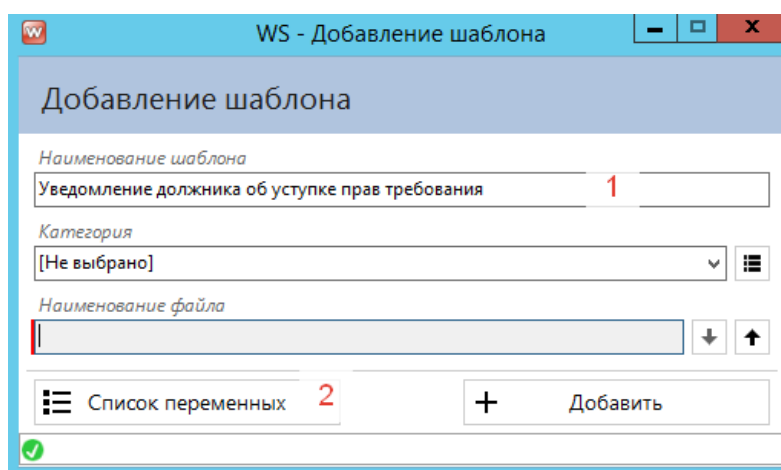 WS - Добавление шаблона
Добавление шаблона
Наименование шаблона
Уведомление должника об уступке прав требования 1
Категория
[Не выбрано]
Наименование файла
Список переменных 2 Добавить